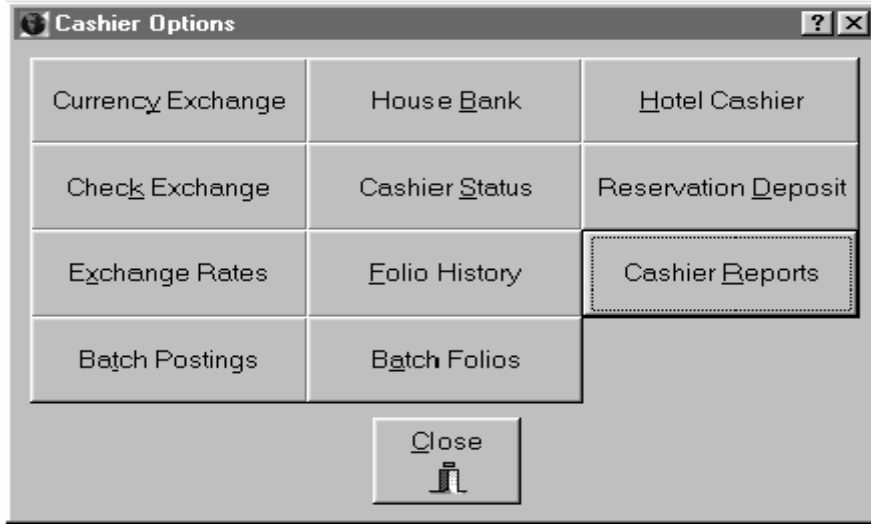 Cashier Options
Currency Exchange House Bank Hotel Cashier
Check Exchange Cashier Status Reservation Deposit
Exchange Rates Folio History Cashier Reports
Batch Postings Batch Folios
Close